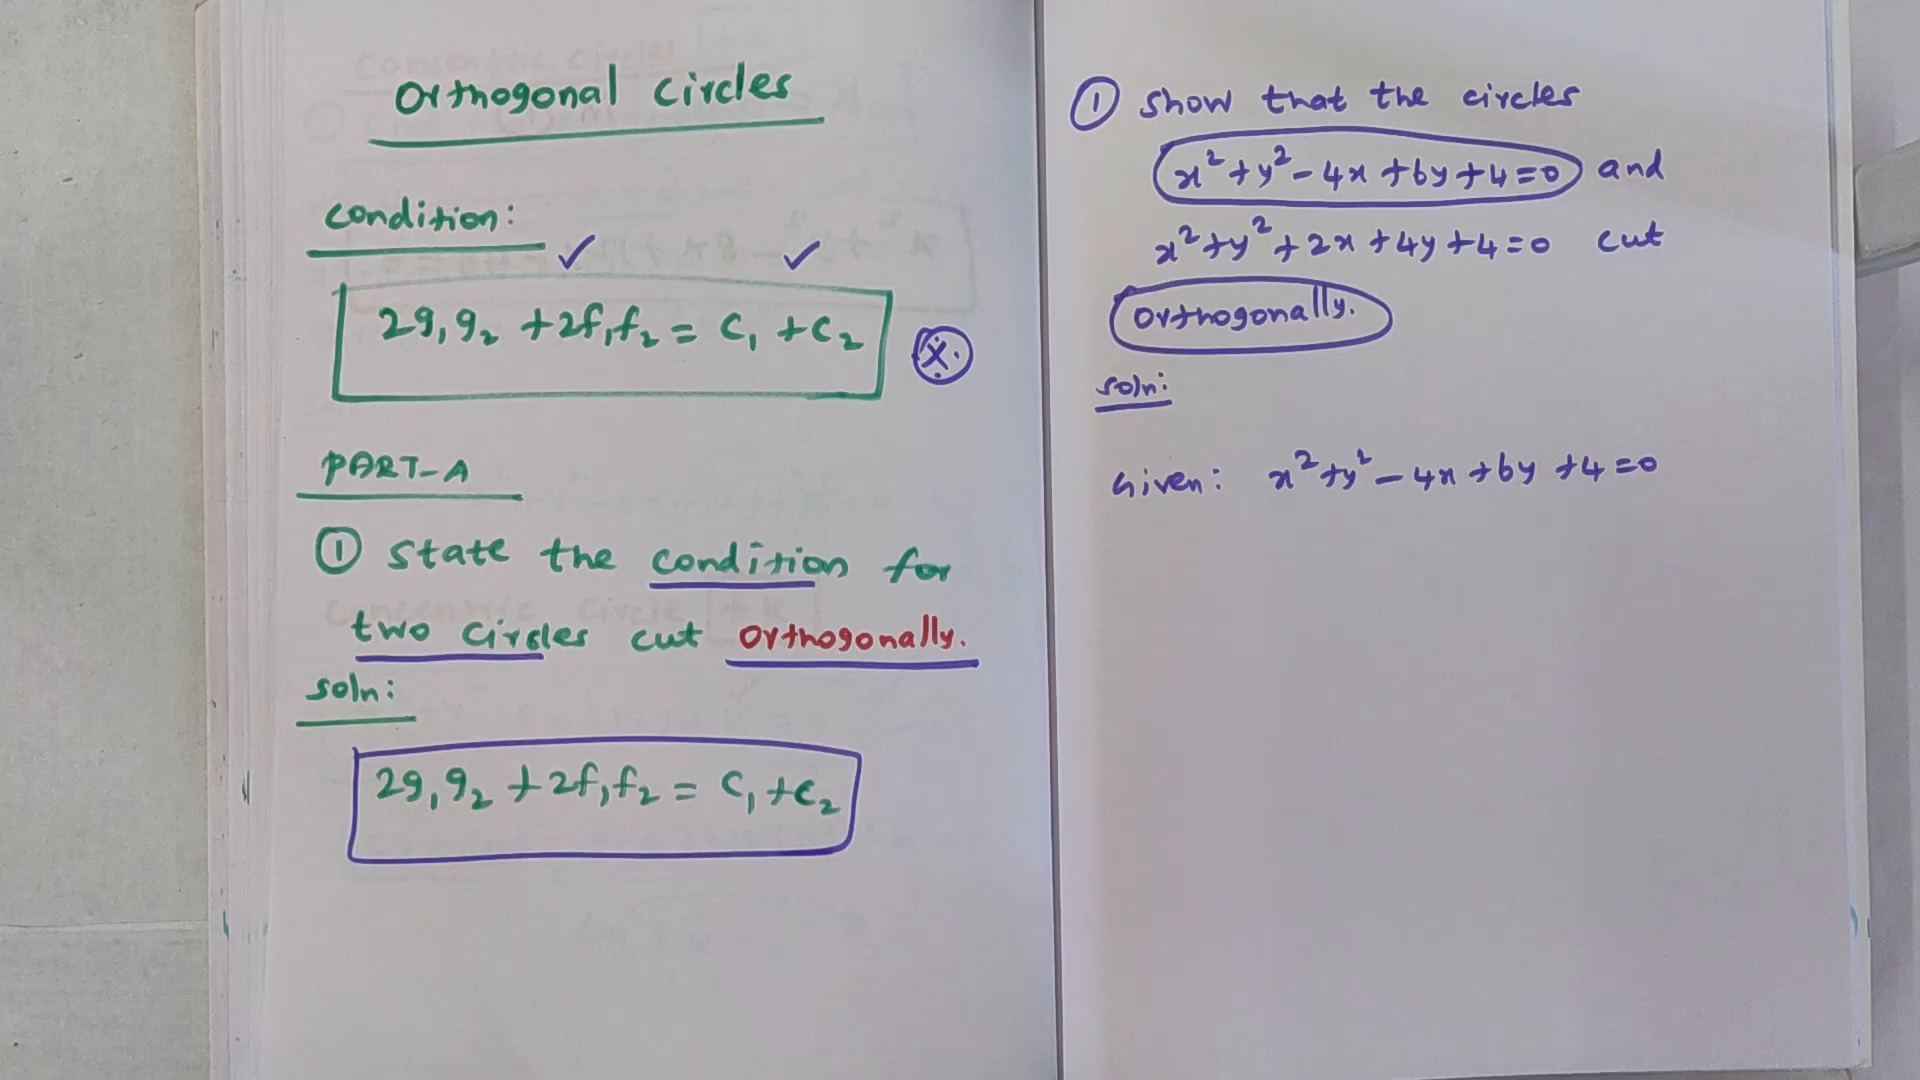 Orthogonal Circles
Condition:
2g₁g₂ + 2f₁f₂ = C₁ + C₂
PART-A
① State the condition for
two circles cut orthogonally.
Soln:
2g₁g₂ + 2f₁f₂ = C₁ + C₂
① Show that the circles
x² + y² - 4x + 6y + 4 = 0 and
x² + y² + 2x + 4y + 4 = 0 cut
orthogonally.
Soln:
Given: x² + y² - 4x + 6y + 4 = 0